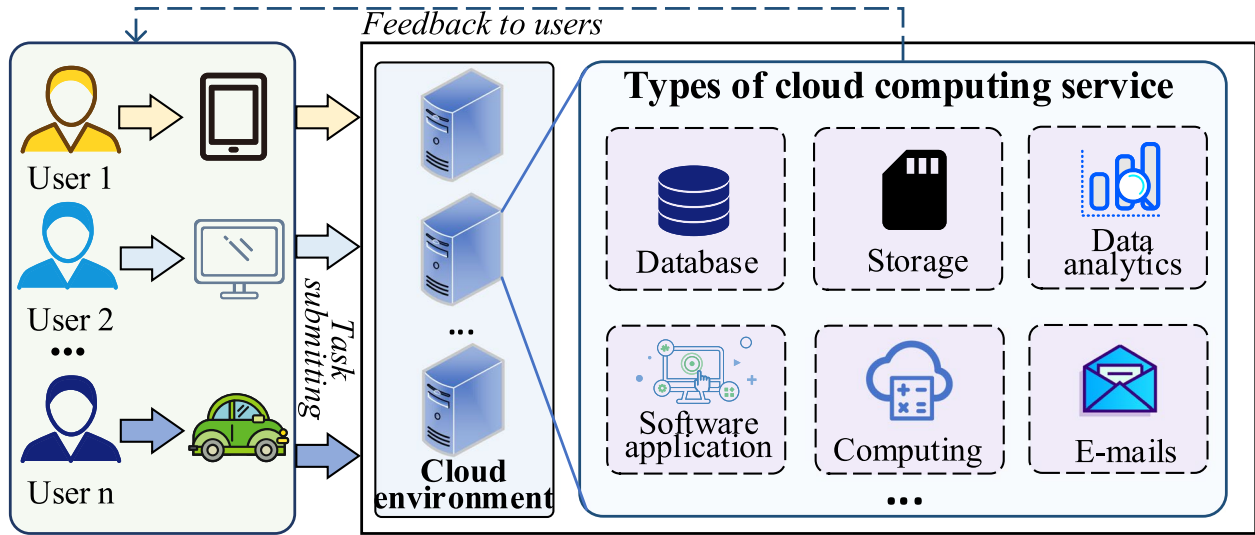 Feedback to users
User 1
User 2
...
User n
Task
submitting
...
Cloud
environment
Types of cloud computing service
Database
Storage
Data
analytics
Software
application
Computing
E-mails
...